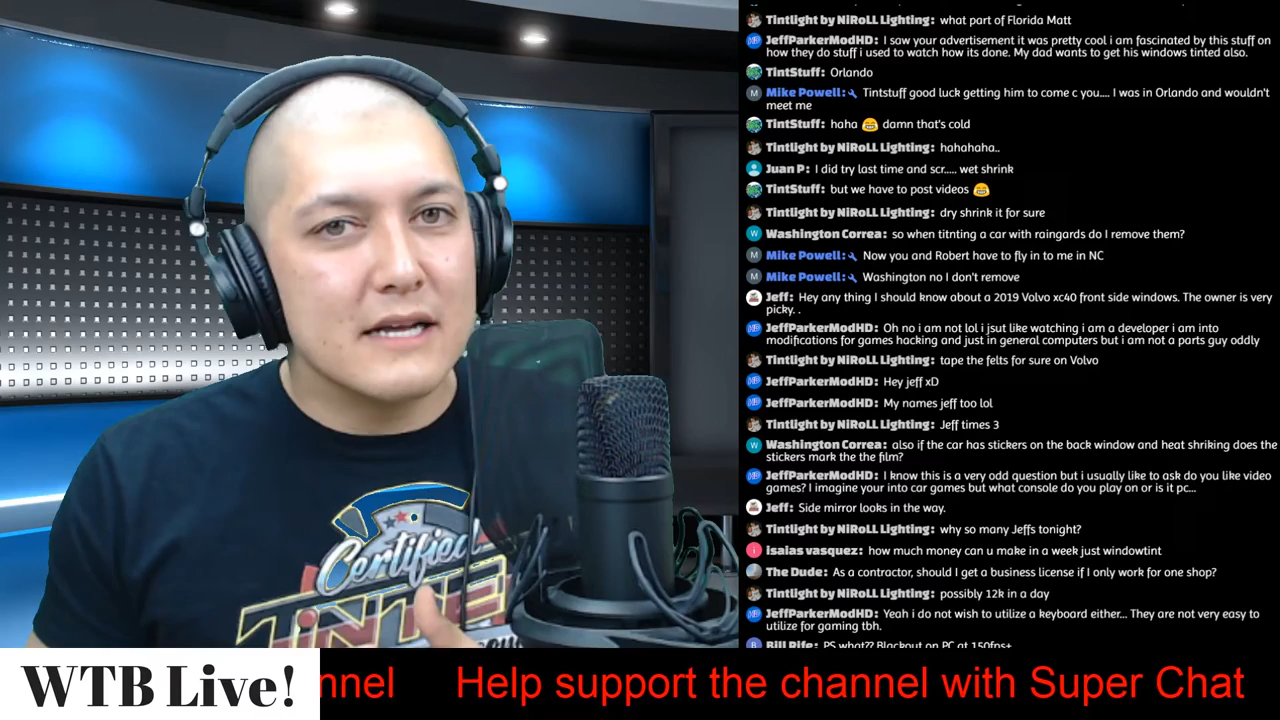 Tintlight by NiRoLL Lighting: what part of Florida Matt
JeffParkerModHD: I saw your advertisement it was pretty cool i am fascinated by this stuff on
how they do stuff i used to watch how its done. My dad wants to get his windows tinted also.
TintStuff: Orlando
Mike Powell: Tintstuff good luck getting him to come c you.... I was in Orlando and wouldn't
meet me
TintStuff: haha 😂 damn that's cold
Tintlight by NiRoLL Lighting: hahahaha..
Juan P: I did try last time and scr..... wet shrink
TintStuff: but we have to post videos 😂
Tintlight by NiRoLL Lighting: dry shrink it for sure
Washington Correa: so when titnting a car with raingards do I remove them?
Mike Powell: Now you and Robert have to fly in to me in NC
Mike Powell: Washington no I don't remove
Jeff: Hey any thing I should know about a 2019 Volvo xc40 front side windows. The owner is very
picky. .
JeffParkerModHD: Oh no i am not lol i jsut like watching i am a developer i am into
modifications for games hacking and just in general computers but i am not a parts guy oddly
Tintlight by NiRoLL Lighting: tape the felts for sure on Volvo
JeffParkerModHD: Hey jeff xD
JeffParkerModHD: My names jeff too lol
Tintlight by NiRoLL Lighting: Jeff times 3
Washington Correa: also if the car has stickers on the back window and heat shriking does the
stickers mark the the film?
JeffParkerModHD: I know this is a very odd question but i usually like to ask do you like video
games? I imagine your into car games but what console do you play on or is it pc...
Jeff: Side mirror looks in the way.
Tintlight by NiRoLL Lighting: why so many Jeffs tonight?
isaias vasquez: how much money can u make in a week just windowtint
The Dude: As a contractor, should I get a business license if I only work for one shop?
Tintlight by NiRoLL Lighting: possibly 12k in a day
JeffParkerModHD: Yeah i do not wish to utilize a keyboard either... They are not very easy to
utilize for gaming tbh.
Bill Rife: PS what?? Blackout on PC at 150fps+
Certified
TINTE
WTB Live!
nnel Help support the channel with Super Chat